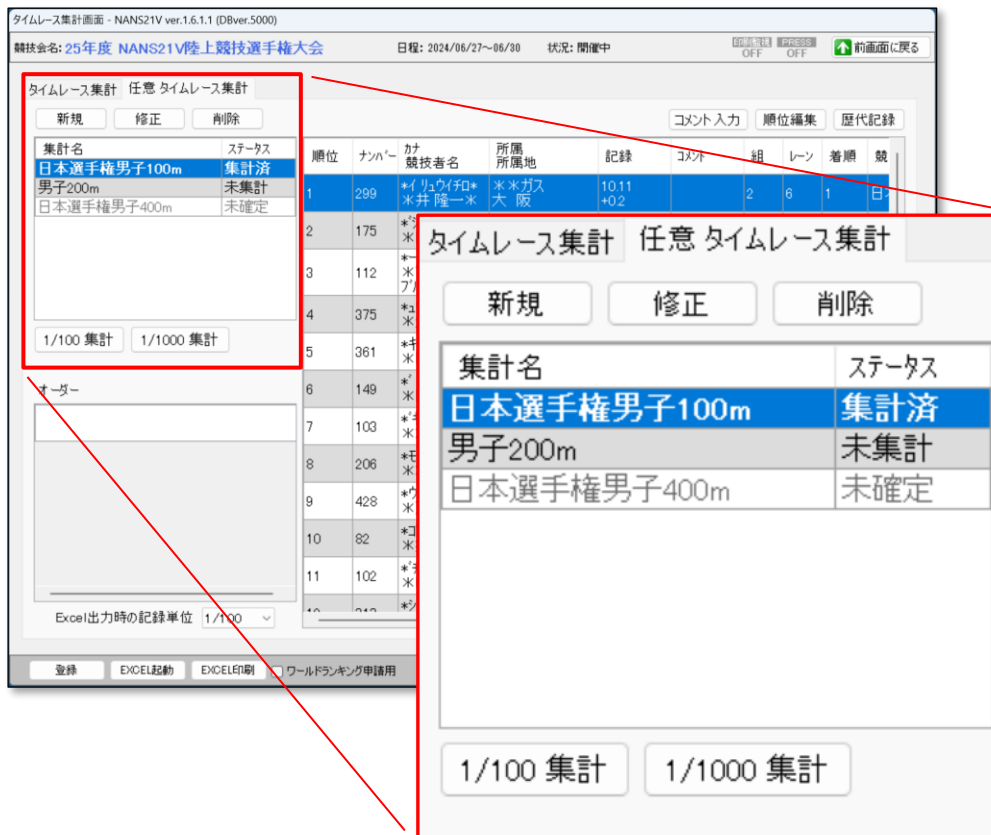 タイムレース集計画面 - NANS21V ver.1.6.1.1 (DBver.5000)
競技会名: 25年度 NANS21V陸上競技選手権大会 日程: 2024/06/27~06/30 状況: 開催中 OFF PRESS OFF 前画面に戻る
タイムレース集計 任意 タイムレース集計
新規 修正 削除
集計名 ステータス
日本選手権男子100m 集計済
男子200m 未集計
日本選手権男子400m 未確定
1/100 集計 1/1000 集計
オーダー
Excel出力時の記録単位 1/100
コメント入力 順位編集 歴代記録
順位 ナンバー カナ 競技者名 所属 所属地 記録 コメント 組 レーン 着順 競
1 299 *イ リュウイチロ* **ガス 10.11 2 6 1
*井 隆一* 大 阪 +0.2
2 175
3 112
4 375
5 361
6 149
7 103
8 206
9 428
10 82
11 102
登録 EXCEL起動 EXCEL印刷 ワールドランキング申請用
タイムレース集計 任意 タイムレース集計
新規 修正 削除
集計名 ステータス
日本選手権男子100m 集計済
男子200m 未集計
日本選手権男子400m 未確定
1/100 集計 1/1000 集計